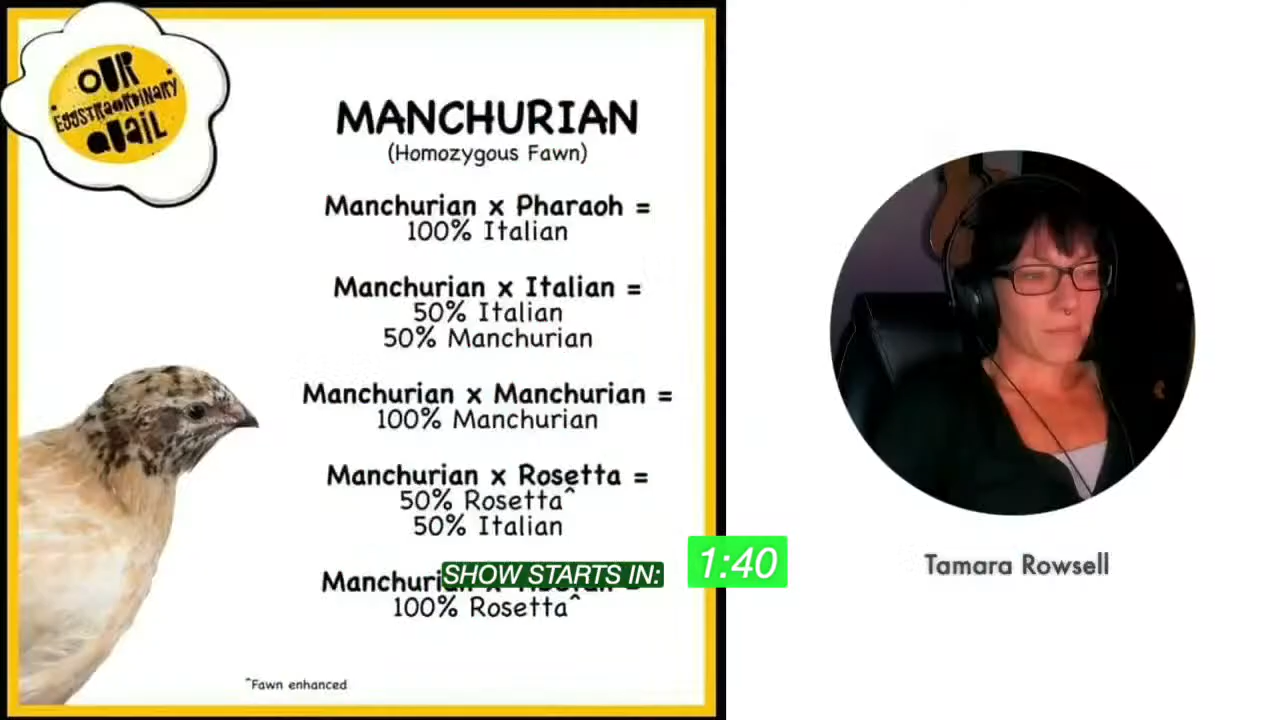 OUR
EGGSTRAORDINARY
QUAIL
MANCHURIAN
(Homozygous Fawn)
Manchurian x Pharaoh =
100% Italian
Manchurian x Italian =
50% Italian
50% Manchurian
Manchurian x Manchurian =
100% Manchurian
Manchurian x Rosetta =
50% Rosetta^
50% Italian
SHOW STARTS IN:
1:40
100% Rosetta^
^Fawn enhanced
Tamara Rowsell